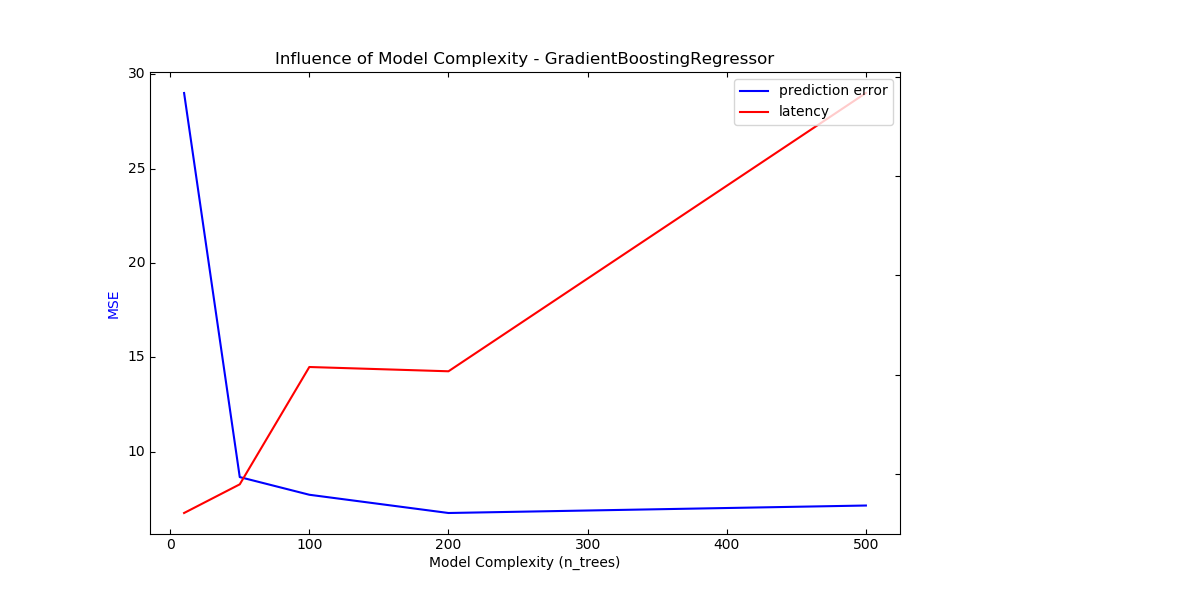 Influence of Model Complexity - GradientBoostingRegressor
30
25
20
15
10
MSE
prediction error
latency
0 100 200 300 400 500
Model Complexity (n_trees)